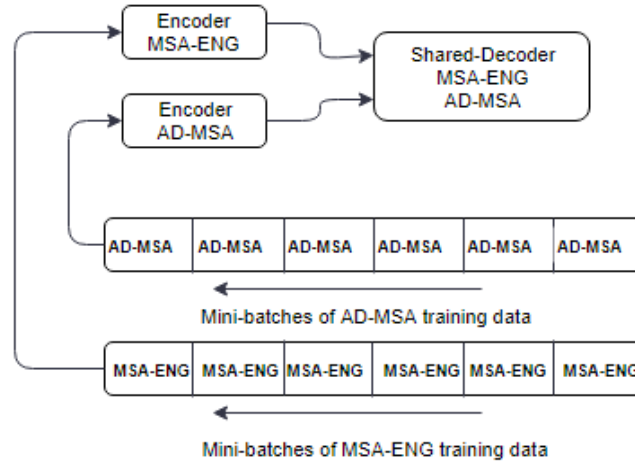 Encoder
MSA-ENG
Shared-Decoder
MSA-ENG
AD-MSA
Encoder
AD-MSA
AD-MSA AD-MSA AD-MSA AD-MSA AD-MSA AD-MSA
Mini-batches of AD-MSA training data
MSA-ENG MSA-ENG MSA-ENG MSA-ENG MSA-ENG MSA-ENG
Mini-batches of MSA-ENG training data